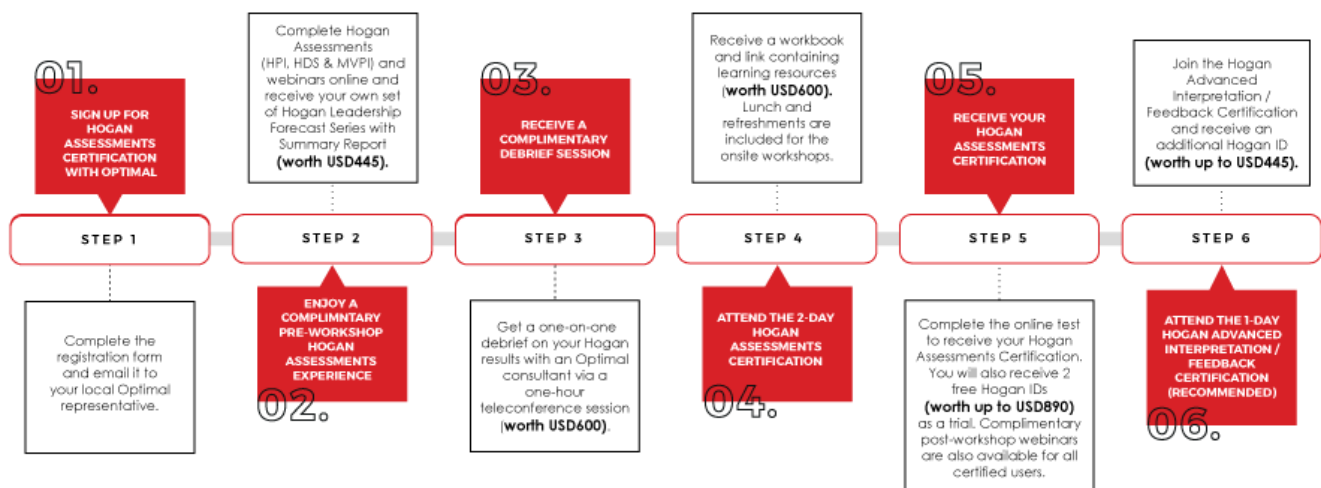 01.
SIGN UP FOR
HOGAN
ASSESSMENTS
CERTIFICATION
WITH OPTIMAL
STEP 1
Complete the
registration form
and email it to
your local Optimal
representative.
Complete Hogan
Assessments
(HPI, HDS & MVPI) and
webinars online and
receive your own set
of Hogan Leadership
Forecast Series with
Summary Report
(worth USD445).
STEP 2
ENJOY A
COMPLIMNTARY
PRE-WORKSHOP
HOGAN
ASSESSMENTS
EXPERIENCE
02.
03.
RECEIVE A
COMPLIMENTARY
DEBRIEF SESSION
STEP 3
Get a one-on-one
debrief on your Hogan
results with an Optimal
consultant via a
one-hour
teleconference session
(worth USD600).
Receive a workbook
and link containing
learning resources
(worth USD600).
Lunch and
refreshments are
included for the
onsite workshops.
STEP 4
ATTEND THE 2-DAY
HOGAN
ASSESSMENTS
CERTIFICATION
04.
05.
RECEIVE YOUR
HOGAN
ASSESSMENTS
CERTIFICATION
STEP 5
Complete the online test
to receive your Hogan
Assessments Certification.
You will also receive 2
free Hogan IDs
(worth up to USD890)
as a trial. Complimentary
post-workshop webinars
are also available for all
certified users.
Join the Hogan
Advanced
Interpretation /
Feedback Certification
and receive an
additional Hogan ID
(worth up to USD445).
STEP 6
ATTEND THE 1-DAY
HOGAN ADVANCED
INTERPRETATION /
FEEDBACK
CERTIFICATION
(RECOMMENDED)
06.